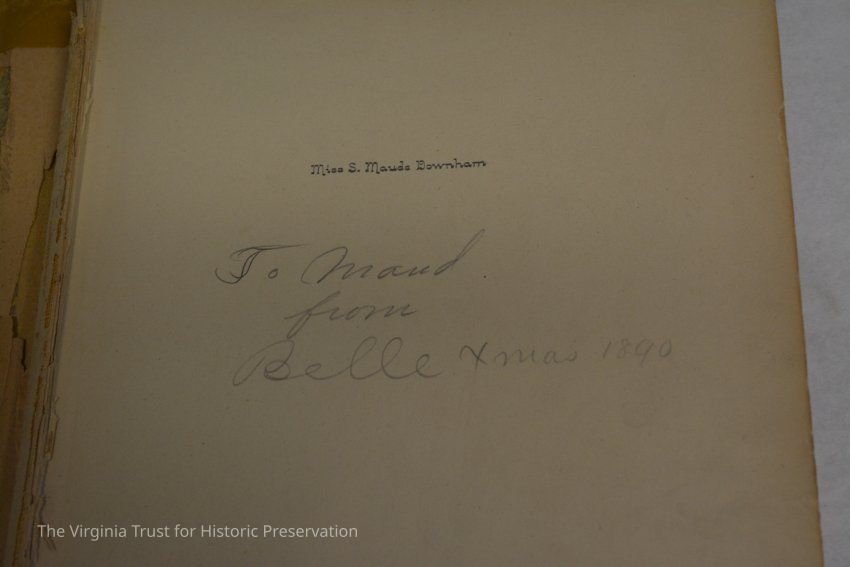 Miss S. Maude Downham
To Maud
from
Belle Xmas 1890
The Virginia Trust for Historic Preservation